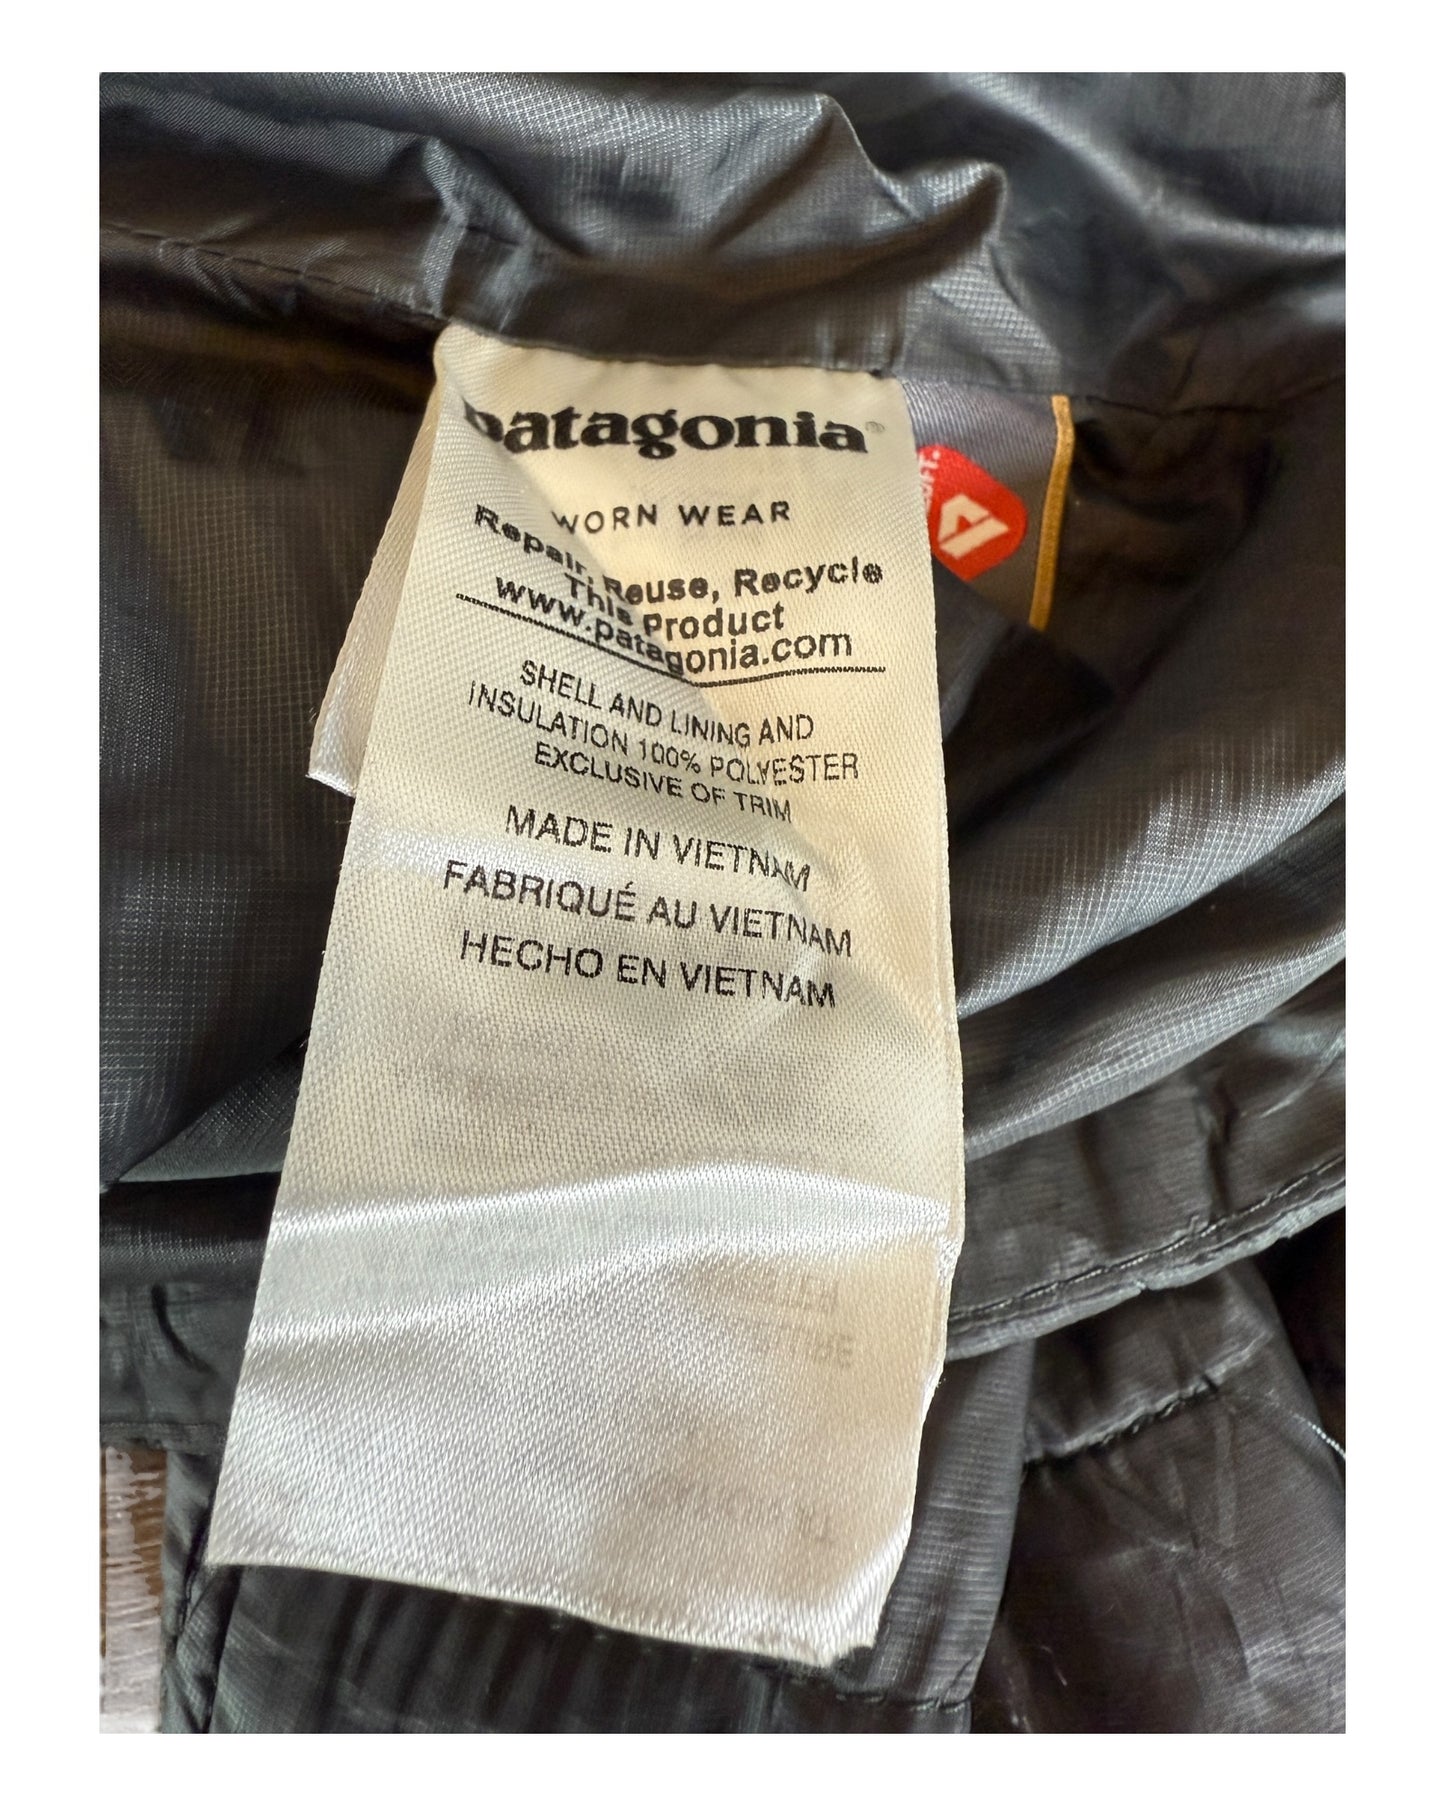 patagonia®
WORN WEAR
Repair, Reuse, Recycle
This Product
www.patagonia.com
SHELL AND LINING AND
INSULATION 100% POLYESTER
EXCLUSIVE OF TRIM
MADE IN VIETNAM
FABRIQUÉ AU VIETNAM
HECHO EN VIETNAM